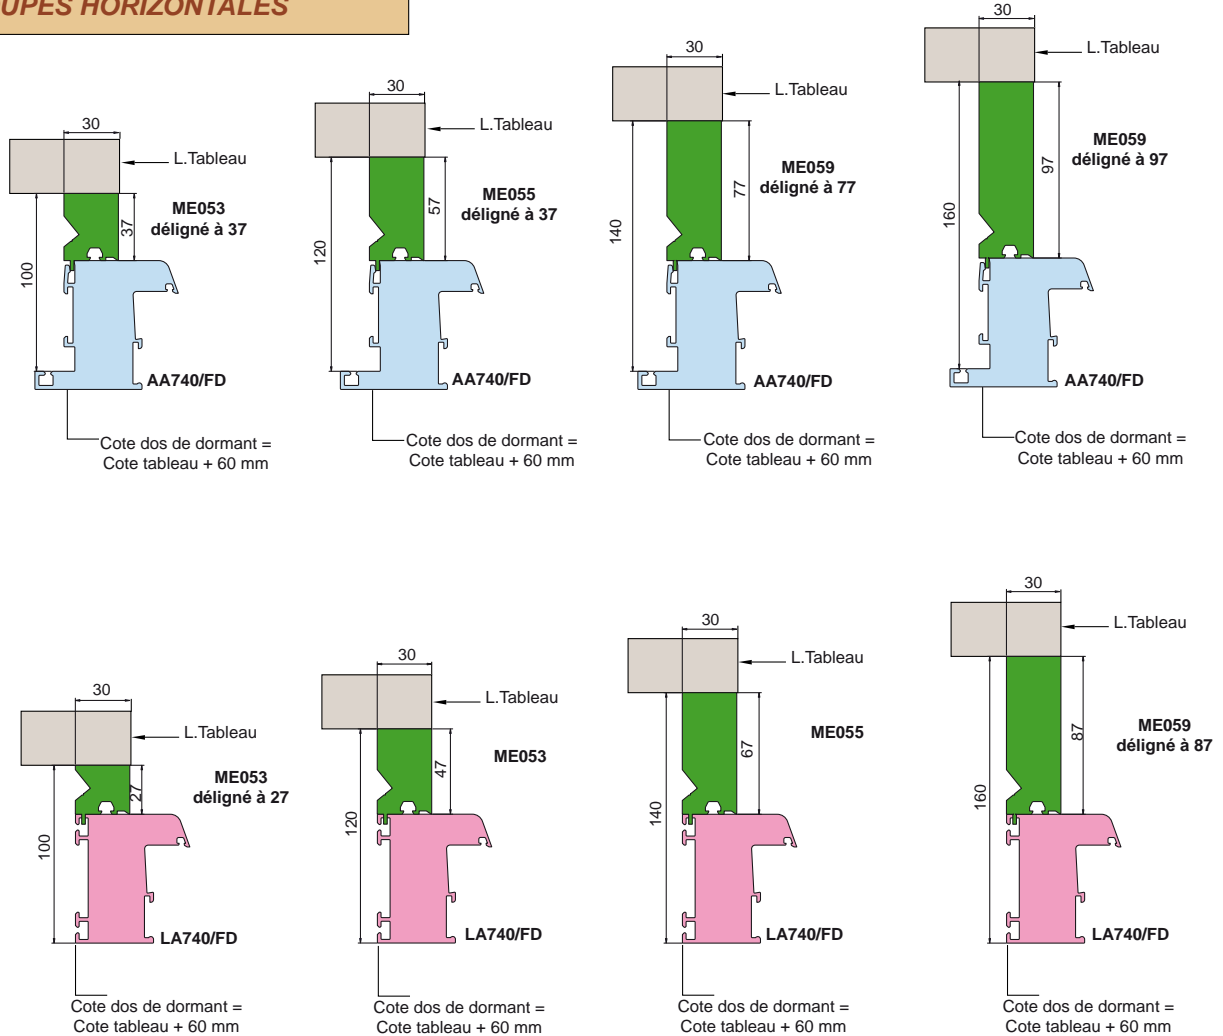 UPES HORIZONTALES
30
L.Tableau
ME053
déligné à 37
37
100
AA740/FD
Cote dos de dormant =
Cote tableau + 60 mm
30
L.Tableau
ME055
déligné à 37
57
120
AA740/FD
Cote dos de dormant =
Cote tableau + 60 mm
30
L.Tableau
ME059
déligné à 77
77
140
AA740/FD
Cote dos de dormant =
Cote tableau + 60 mm
30
L.Tableau
ME059
déligné à 97
97
160
AA740/FD
Cote dos de dormant =
Cote tableau + 60 mm
30
L.Tableau
ME053
déligné à 27
27
100
LA740/FD
Cote dos de dormant =
Cote tableau + 60 mm
30
L.Tableau
ME053
47
120
LA740/FD
Cote dos de dormant =
Cote tableau + 60 mm
30
L.Tableau
ME055
67
140
LA740/FD
Cote dos de dormant =
Cote tableau + 60 mm
30
L.Tableau
ME059
déligné à 87
87
160
LA740/FD
Cote dos de dormant =
Cote tableau + 60 mm